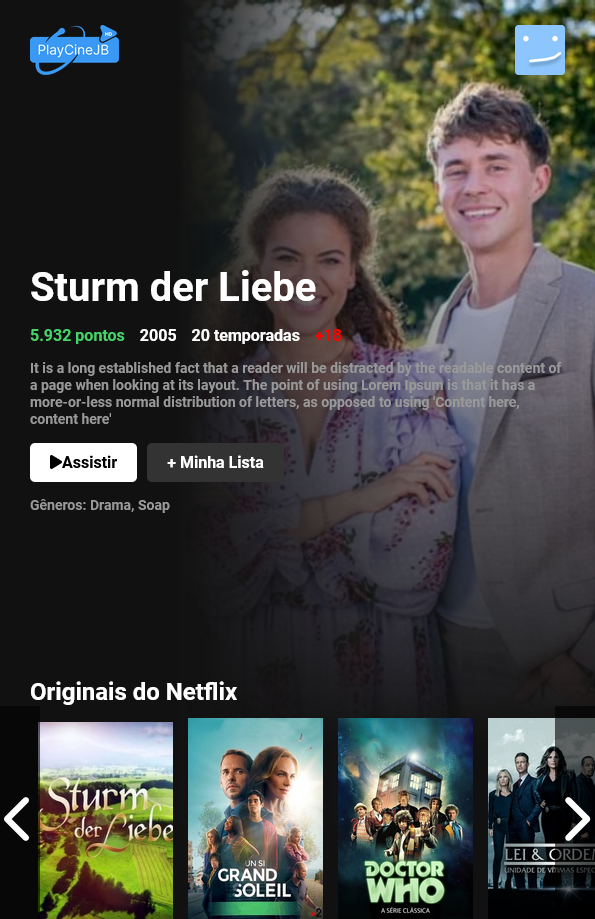 HD
PlayCineJB
Sturm der Liebe
5.932 pontos 2005 20 temporadas +18
It is a long established fact that a reader will be distracted by the readable content of
a page when looking at its layout. The point of using Lorem Ipsum is that it has a
more-or-less normal distribution of letters, as opposed to using 'Content here,
content here'
Assistir + Minha Lista
Gêneros: Drama, Soap
Originais do Netflix
Sturm
der Liebe
UN SI
GRAND
SOLEIL
2
DOCTOR
WHO
A SÉRIE CLÁSSICA
LEI & ORDEM
UNIDADE DE VÍTIMAS ESPEC